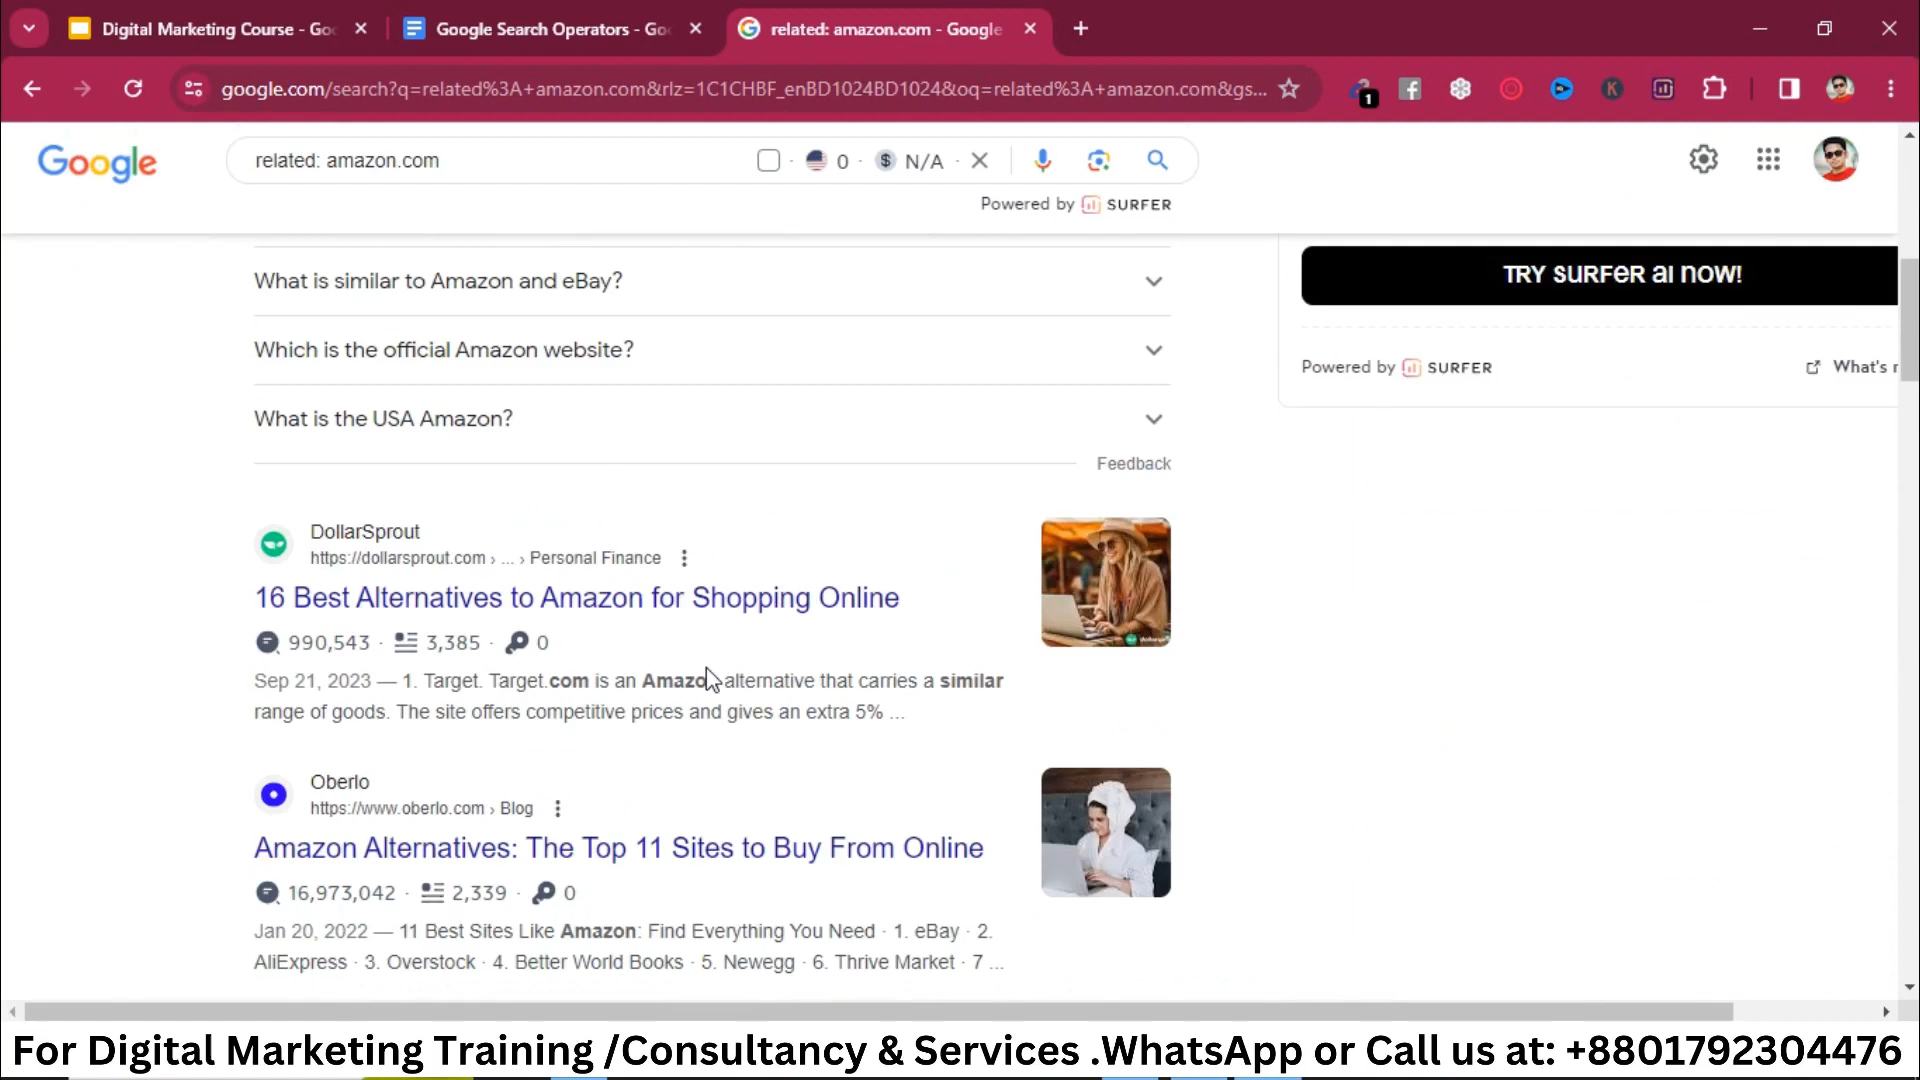 Digital Marketing Course - Goo
Google Search Operators - Goo
related: amazon.com - Google
google.com/search?q=related%3A+amazon.com&rlz=1C1CHBF_enBD1024BD1024&oq=related%3A+amazon.com&gs...
1
K
Google
related: amazon.com
0 · $ N/A ·
Powered by SURFER
What is similar to Amazon and eBay?
Which is the official Amazon website?
What is the USA Amazon?
Feedback
TRY SURFER AI NOW!
Powered by SURFER
What's n
DollarSprout
https://dollarsprout.com › ... › Personal Finance
16 Best Alternatives to Amazon for Shopping Online
990,543 · 3,385 · 0
Sep 21, 2023 — 1. Target. Target.com is an Amazon alternative that carries a similar
range of goods. The site offers competitive prices and gives an extra 5% ...
Oberlo
https://www.oberlo.com › Blog
Amazon Alternatives: The Top 11 Sites to Buy From Online
16,973,042 · 2,339 · 0
Jan 20, 2022 — 11 Best Sites Like Amazon: Find Everything You Need · 1. eBay · 2.
AliExpress · 3. Overstock · 4. Better World Books · 5. Newegg · 6. Thrive Market · 7 ...
For Digital Marketing Training /Consultancy & Services .WhatsApp or Call us at: +8801792304476